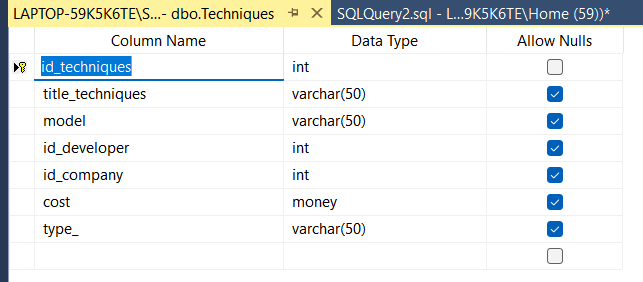 LAPTOP-59K5K6TE\S...- dbo.Techniques SQLQuery2.sql - L...9K5K6TE\Home (59))*
Column Name Data Type Allow Nulls
id_techniques int
title_techniques varchar(50)
model varchar(50)
id_developer int
id_company int
cost money
type_ varchar(50)